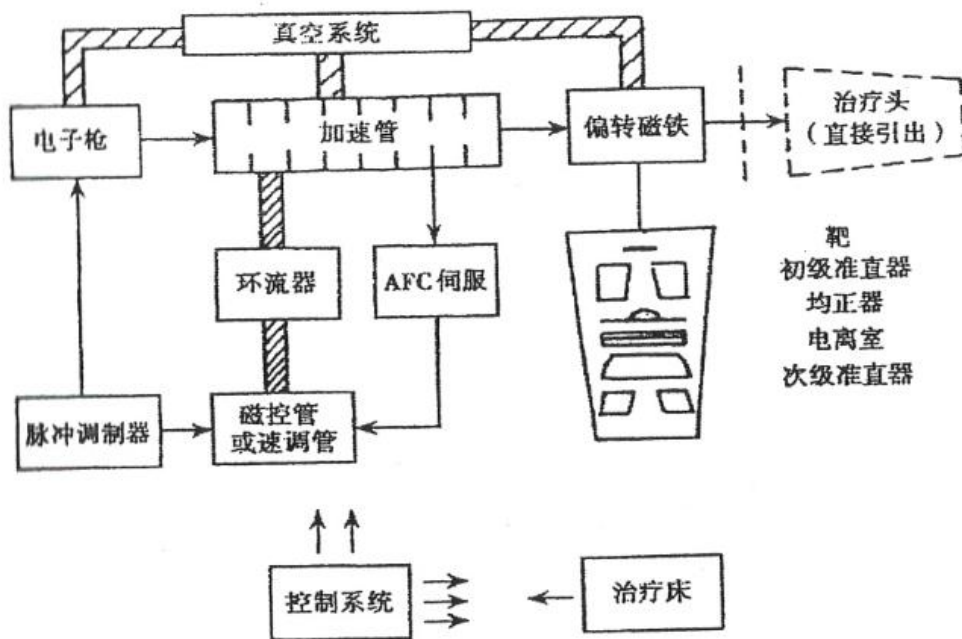 真空系统
电子枪
加速管
偏转磁铁
治疗头
（直接引出）
环流器
AFC伺服
靶
初级准直器
均正器
电离室
次级准直器
脉冲调制器
磁控管
或速调管
控制系统
治疗床